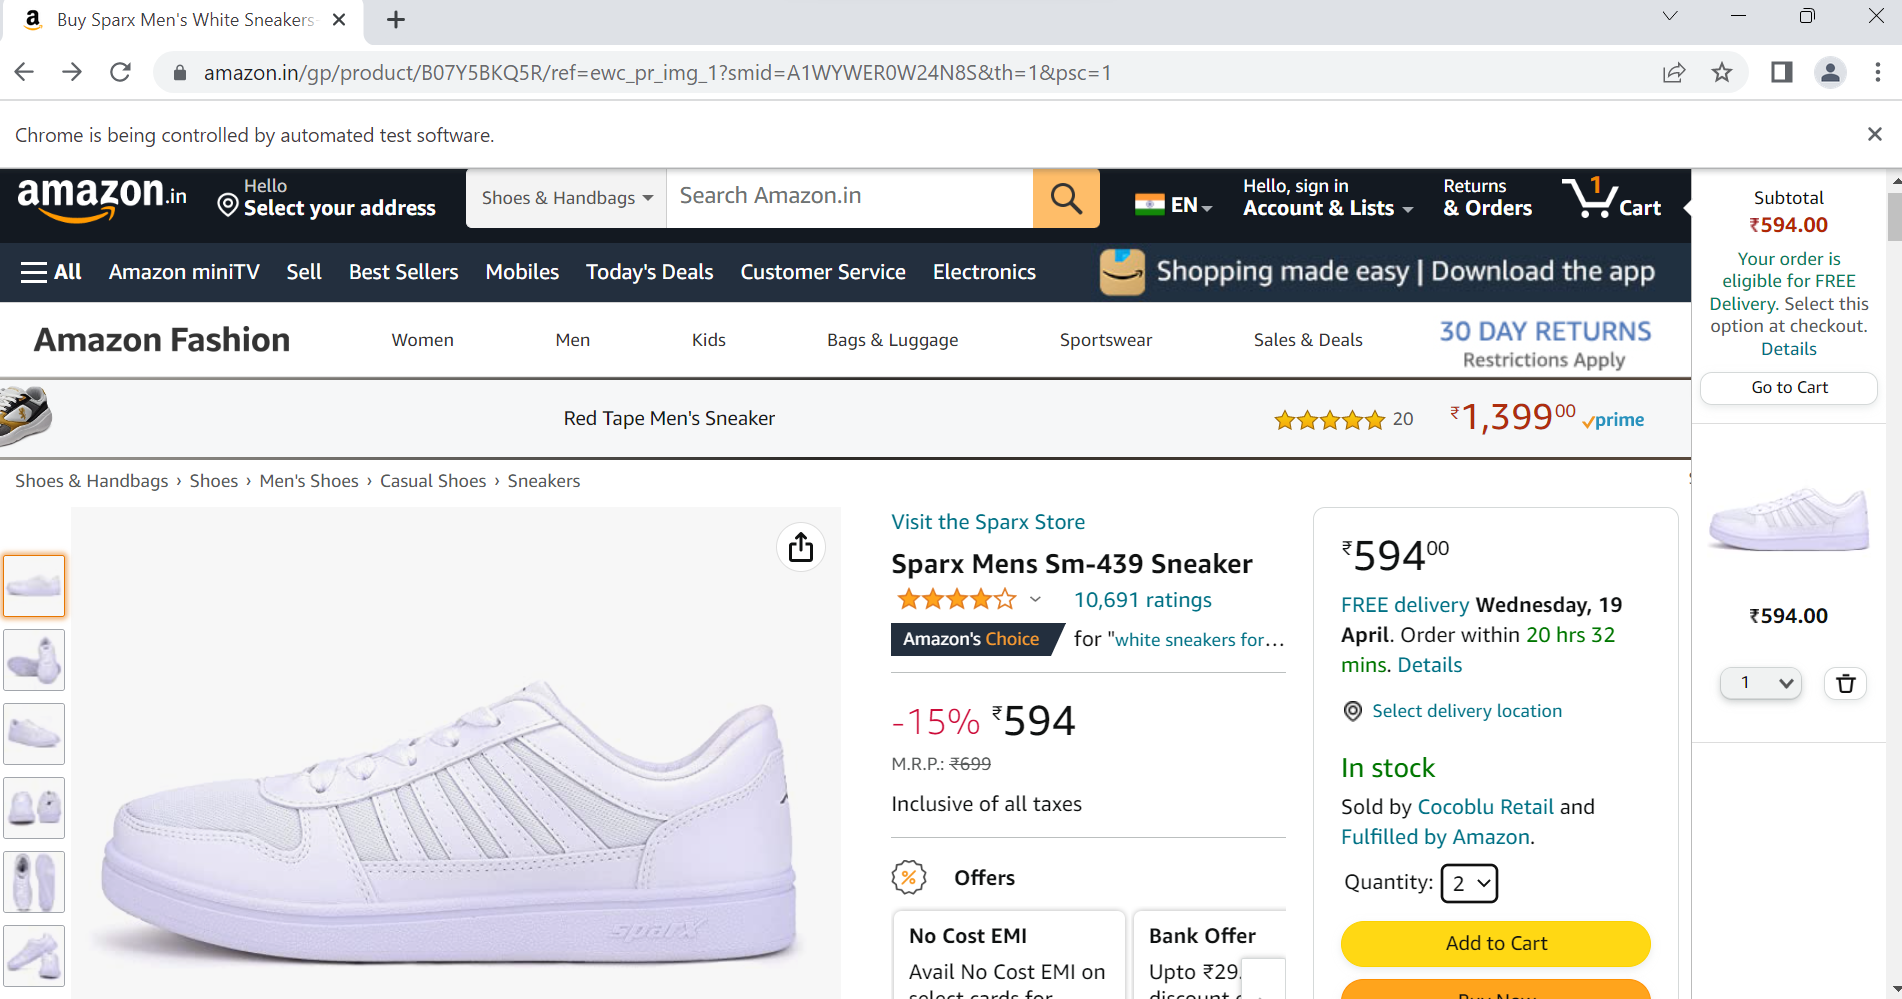 Buy Sparx Men's White Sneakers
amazon.in/gp/product/B07Y5BKQ5R/ref=ewc_pr_img_1?smid=A1WYWER0W24N8S&th=1&psc=1
Chrome is being controlled by automated test software.
amazon.in
Hello
Select your address
Shoes & Handbags
Search Amazon.in
EN
Hello, sign in
Account & Lists
Returns
& Orders
1
Cart
All
Amazon miniTV
Sell
Best Sellers
Mobiles
Today's Deals
Customer Service
Electronics
Shopping made easy | Download the app
Amazon Fashion
Women
Men
Kids
Bags & Luggage
Sportswear
Sales & Deals
30 DAY RETURNS
Restrictions Apply
Red Tape Men's Sneaker
20
₹1,39900
prime
Shoes & Handbags › Shoes › Men's Shoes › Casual Shoes › Sneakers
sparx
Visit the Sparx Store
Sparx Mens Sm-439 Sneaker
10,691 ratings
Amazon's Choice
for "white sneakers for...
-15% ₹594
M.R.P.: ₹699
Inclusive of all taxes
% Offers
No Cost EMI
Avail No Cost EMI on
select cards for
Bank Offer
Upto ₹29.
discount
₹59400
FREE delivery Wednesday, 19
April. Order within 20 hrs 32
mins. Details
Select delivery location
In stock
Sold by Cocoblu Retail and
Fulfilled by Amazon.
Quantity: 2
Add to Cart
Buy Now
Subtotal
₹594.00
Your order is
eligible for FREE
Delivery. Select this
option at checkout.
Details
Go to Cart
₹594.00
1